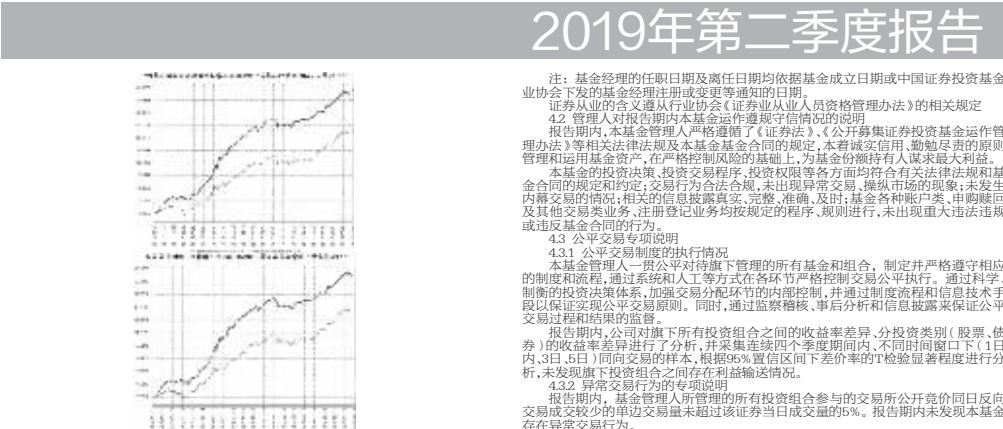 2019年第二季度报告
注：基金经理的任职日期及离任日期均依据基金成立日期或中国证券投资基金
业协会下发的基金经理注册或变更等通知的日期。
证券从业的含义遵从行业协会《证券业从业人员资格管理办法》的相关规定
4.2 管理人对报告期内本基金运作遵规守信情况的说明
报告期内，本基金管理人严格遵循了《证券法》、《公开募集证券投资基金运作管
理办法》等相关法律法规及本基金基金合同的规定，本着诚实信用、勤勉尽责的原则
管理和运用基金资产，在严格控制风险的基础上，为基金份额持有人谋求最大利益。
本基金的投资决策、投资交易程序、投资权限等各方面均符合有关法律法规和基
金合同的规定和约定；交易行为合法合规，未出现异常交易、操纵市场的现象；未发生
内幕交易的情况；相关的信息披露真实、完整、准确、及时；基金各种账户类、申购赎回
及其他交易类业务、注册登记业务均按规定的程序、规则进行，未出现重大违法违规
或违反基金合同的行为。
4.3 公平交易专项说明
4.3.1 公平交易制度的执行情况
本基金管理人一贯公平对待旗下管理的所有基金和组合，制定并严格遵守相应
的制度和流程，通过系统和人工等方式在各环节严格控制交易公平执行。通过科学、
制衡的投资决策体系，加强交易分配环节的内部控制，并通过制度流程和信息技术手
段以保证实现公平交易原则。同时，通过监察稽核、事后分析和信息披露来保证公平
交易过程和结果的监督。
报告期内，公司对旗下所有投资组合之间的收益率差异、分投资类别（股票、债
券）的收益率差异进行了分析，并采集连续四个季度期间内、不同时间窗口下（1日
内、3日、5日）同向交易的样本，根据95%置信区间下差价率的T检验显著程度进行分
析，未发现旗下投资组合之间存在利益输送情况。
4.3.2 异常交易行为的专项说明
报告期内，基金管理人所管理的所有投资组合参与的交易所公开竞价同日反向
交易成交较少的单边交易量未超过该证券当日成交量的5%。报告期内未发现本基金
存在异常交易行为。